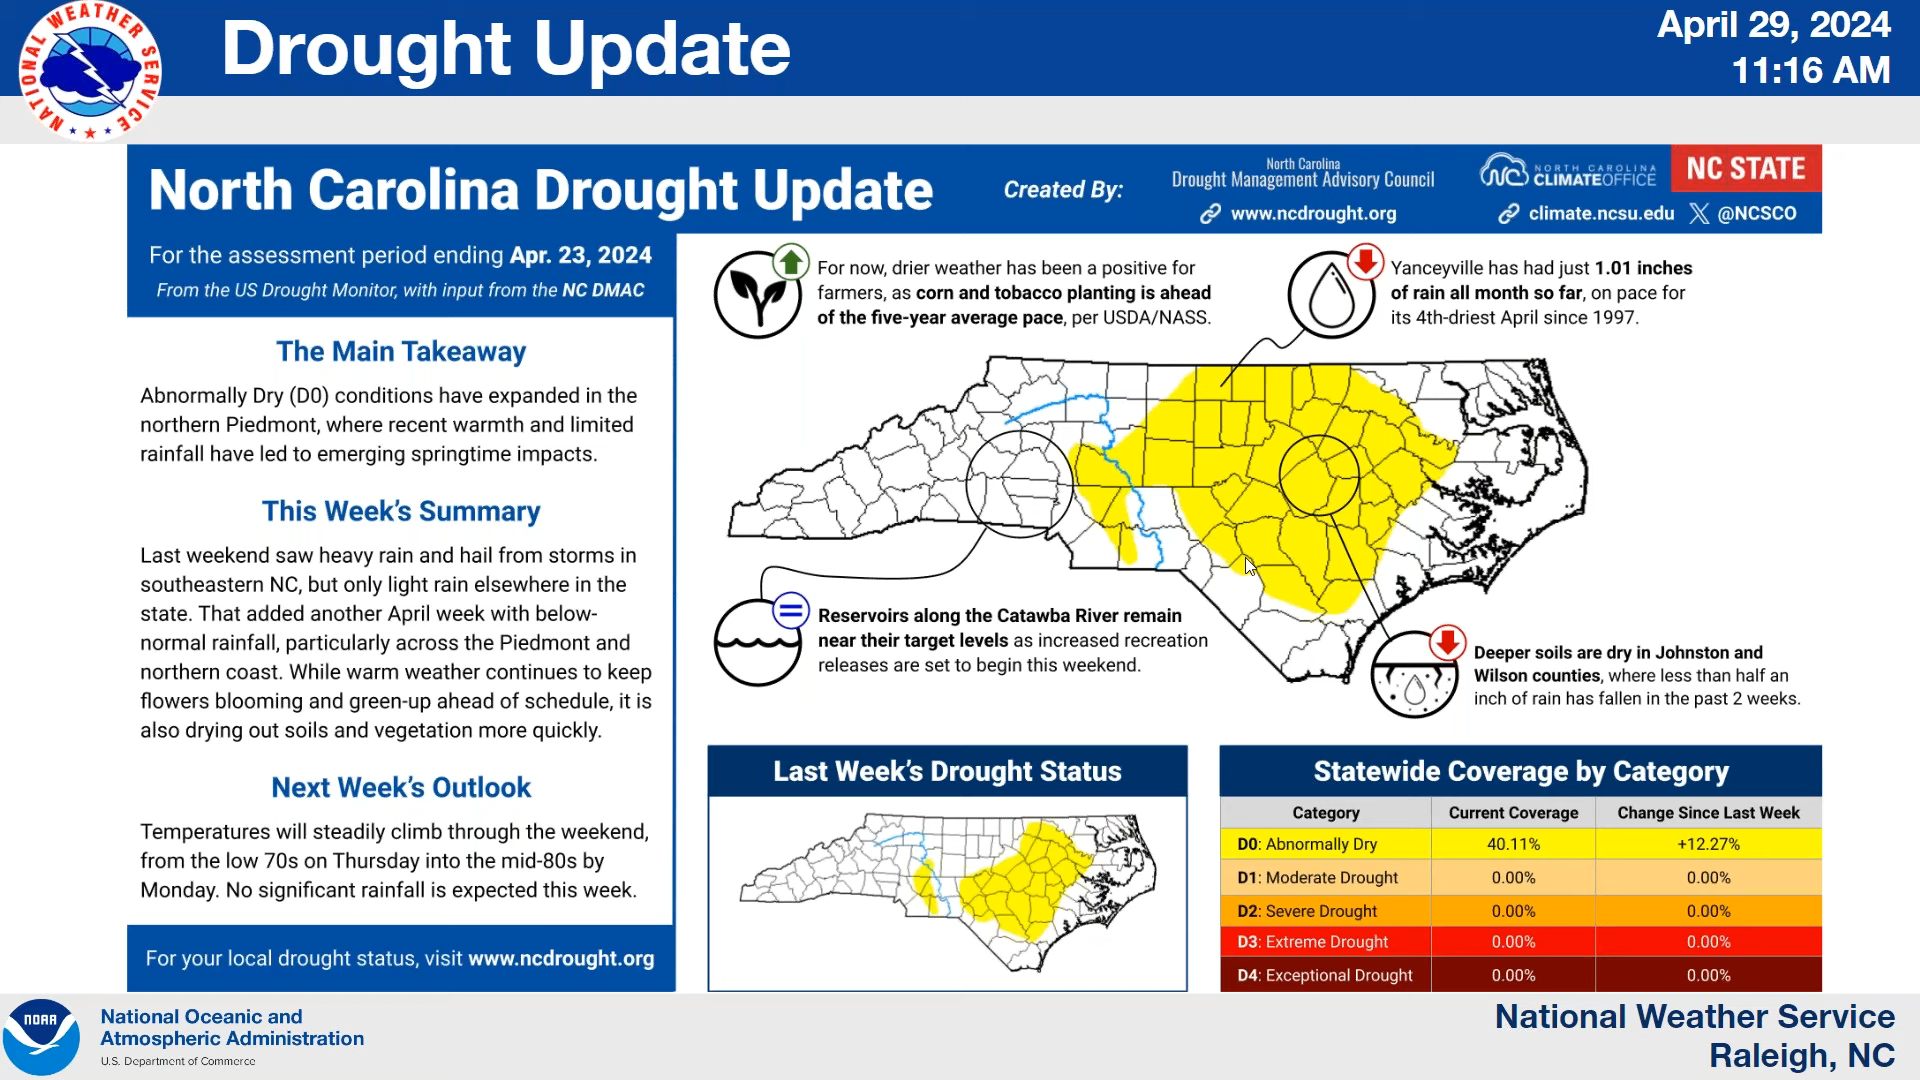 NATIONAL WEATHER SERVICE
Drought Update
April 29, 2024
11:16 AM
North Carolina Drought Update
Created By:
North Carolina
Drought Management Advisory Council
www.ncdrought.org
NORTH CAROLINA
CLIMATEOFFICE
NC STATE
climate.ncsu.edu
@NCSCO
For the assessment period ending Apr. 23, 2024
From the US Drought Monitor, with input from the NC DMAC
The Main Takeaway
Abnormally Dry (D0) conditions have expanded in the
northern Piedmont, where recent warmth and limited
rainfall have led to emerging springtime impacts.
This Week's Summary
Last weekend saw heavy rain and hail from storms in
southeastern NC, but only light rain elsewhere in the
state. That added another April week with below-
normal rainfall, particularly across the Piedmont and
northern coast. While warm weather continues to keep
flowers blooming and green-up ahead of schedule, it is
also drying out soils and vegetation more quickly.
Next Week's Outlook
Temperatures will steadily climb through the weekend,
from the low 70s on Thursday into the mid-80s by
Monday. No significant rainfall is expected this week.
For your local drought status, visit www.ncdrought.org
For now, drier weather has been a positive for
farmers, as corn and tobacco planting is ahead
of the five-year average pace, per USDA/NASS.
Yanceyville has had just 1.01 inches
of rain all month so far, on pace for
its 4th-driest April since 1997.
Reservoirs along the Catawba River remain
near their target levels as increased recreation
releases are set to begin this weekend.
Deeper soils are dry in Johnston and
Wilson counties, where less than half an
inch of rain has fallen in the past 2 weeks.
Last Week's Drought Status
Statewide Coverage by Category
Category Current Coverage Change Since Last Week
D0: Abnormally Dry 40.11% +12.27%
D1: Moderate Drought 0.00% 0.00%
D2: Severe Drought 0.00% 0.00%
D3: Extreme Drought 0.00% 0.00%
D4: Exceptional Drought 0.00% 0.00%
NOAA
National Oceanic and
Atmospheric Administration
U.S. Department of Commerce
National Weather Service
Raleigh, NC